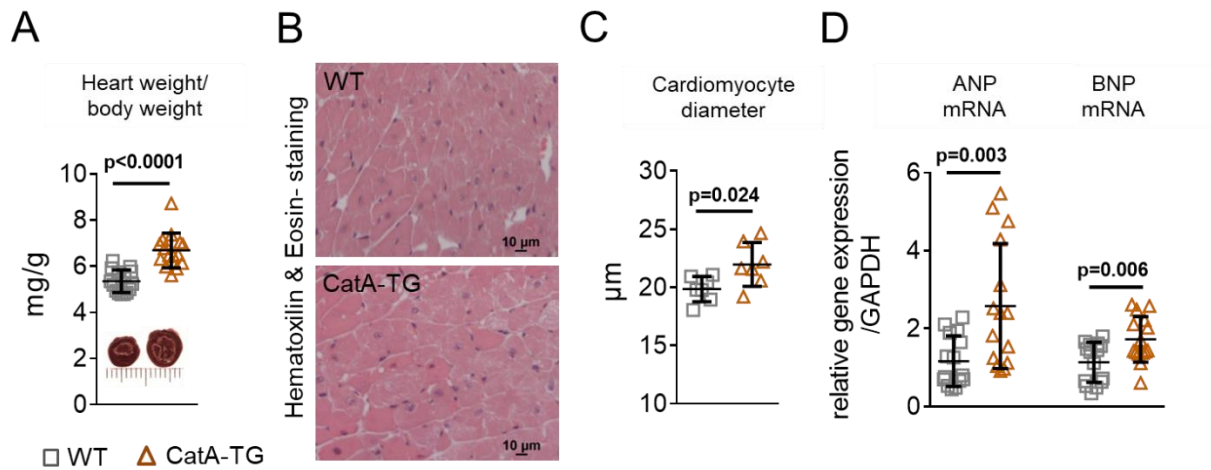 A
Heart weight/
body weight
p<0.0001
10
8
6
4
2
0
mg/g
WT
CatA-TG
B
Hematoxilin & Eosin- staining
WT
10 µm
CatA-TG
10 µm
C
Cardiomyocyte
diameter
30
25
20
15
10
µm
p=0.024
D
ANP
mRNA
BNP
mRNA
p=0.003
p=0.006
6
4
2
0
relative gene expression
/GAPDH